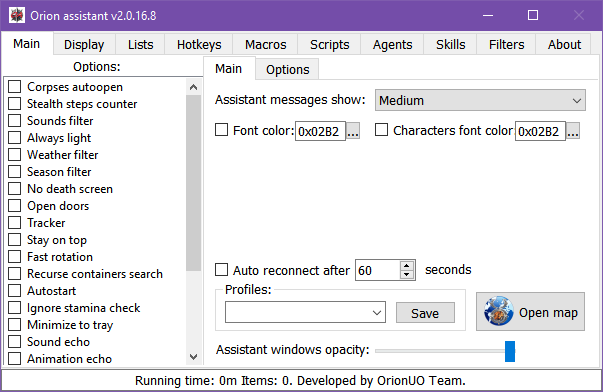 Orion assistant v2.0.16.8
Main Display Lists Hotkeys Macros Scripts Agents Skills Filters About
Options:
Corpses autoopen
Stealth steps counter
Sounds filter
Always light
Weather filter
Season filter
No death screen
Open doors
Tracker
Stay on top
Fast rotation
Recurse containers search
Autostart
Ignore stamina check
Minimize to tray
Sound echo
Animation echo
Main Options
Assistant messages show: Medium
Font color: 0x02B2 ... Characters font color 0x02B2 ...
Auto reconnect after 60 seconds
Profiles:
Save
Open map
Assistant windows opacity:
Running time: 0m Items: 0. Developed by OrionUO Team.